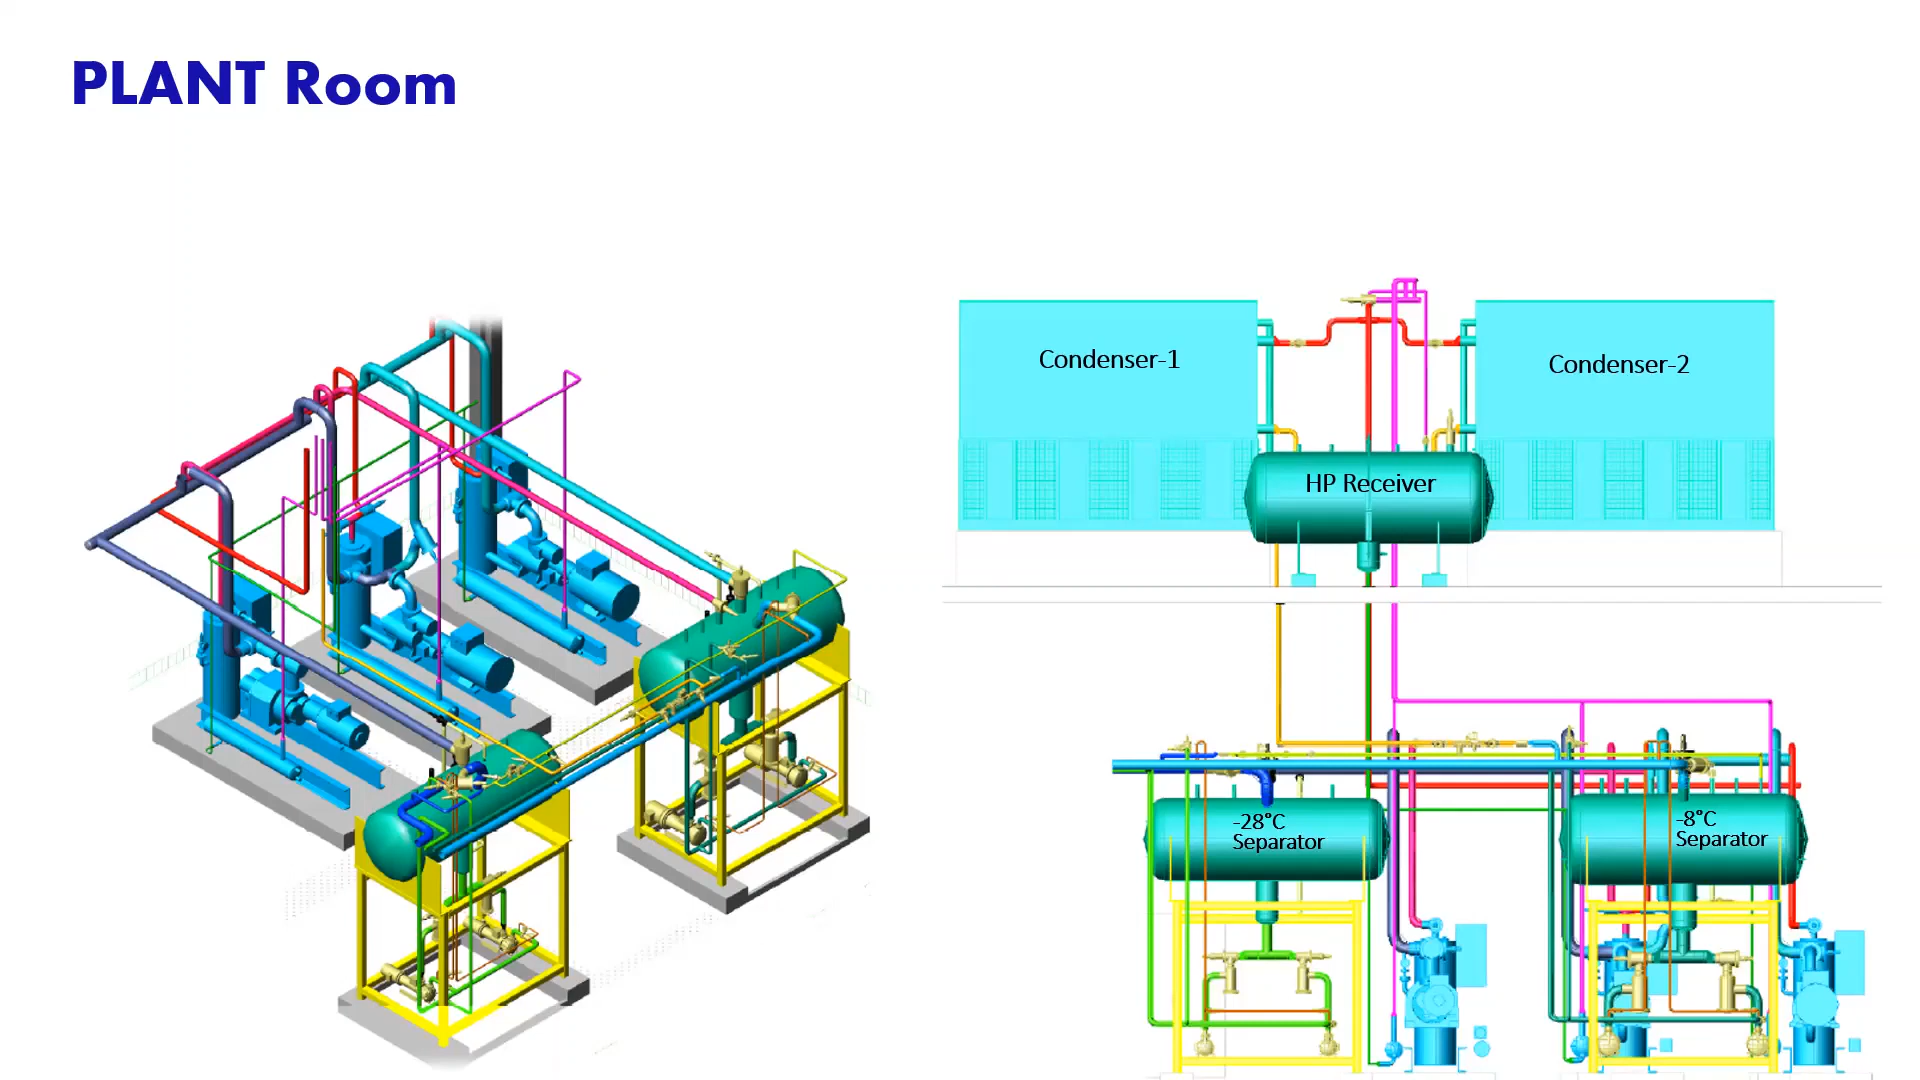 PLANT Room
Condenser-1
Condenser-2
HP Receiver
-28°C
Separator
-8°C
Separator